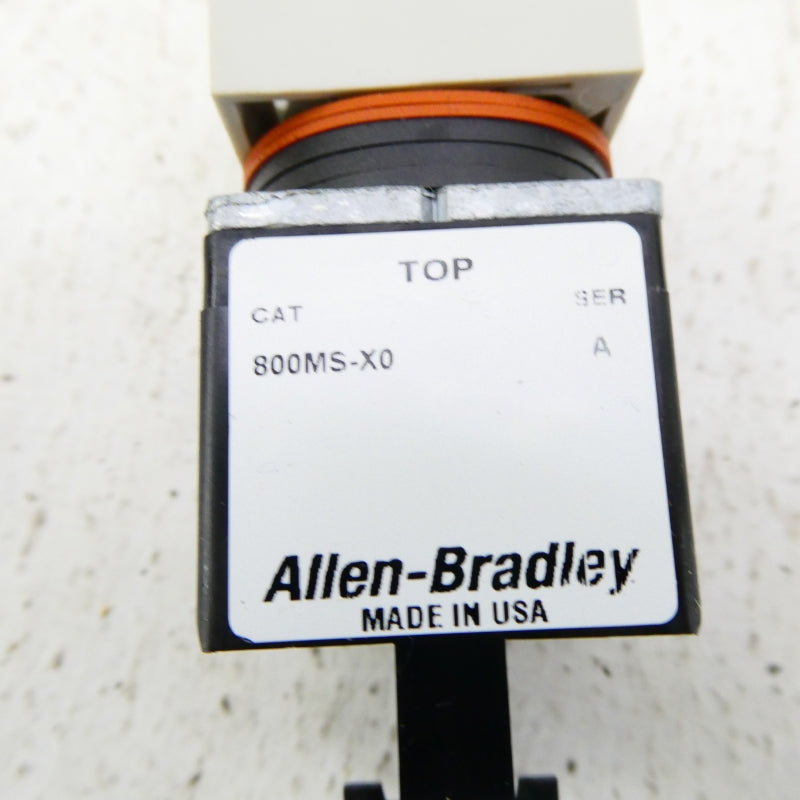 TOP
CAT SER
800MS-X0 A
Allen-Bradley
MADE IN USA